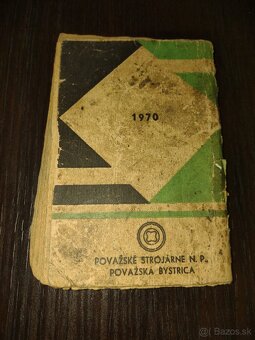 1970
POVAŽSKÉ STROJÁRNE N. P.,
POVAŽSKÁ BYSTRICA
Bazos.sk